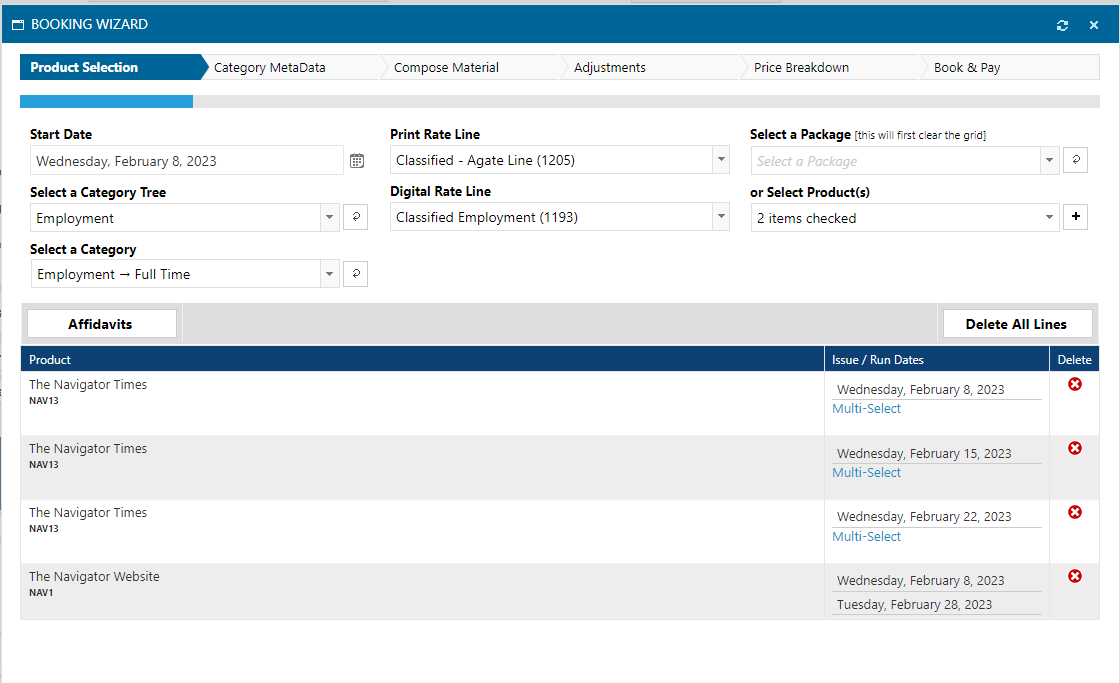 BOOKING WIZARD
Product Selection
Category MetaData
Compose Material
Adjustments
Price Breakdown
Book & Pay
Start Date
Wednesday, February 8, 2023
Select a Category Tree
Employment
Select a Category
Employment → Full Time
Print Rate Line
Classified - Agate Line (1205)
Digital Rate Line
Classified Employment (1193)
Select a Package [this will first clear the grid]
Select a Package
or Select Product(s)
2 items checked
Affidavits
Delete All Lines
Product
Issue / Run Dates
Delete
The Navigator Times
NAV13
Wednesday, February 8, 2023
Multi-Select
The Navigator Times
NAV13
Wednesday, February 15, 2023
Multi-Select
The Navigator Times
NAV13
Wednesday, February 22, 2023
Multi-Select
The Navigator Website
NAV1
Wednesday, February 8, 2023
Tuesday, February 28, 2023